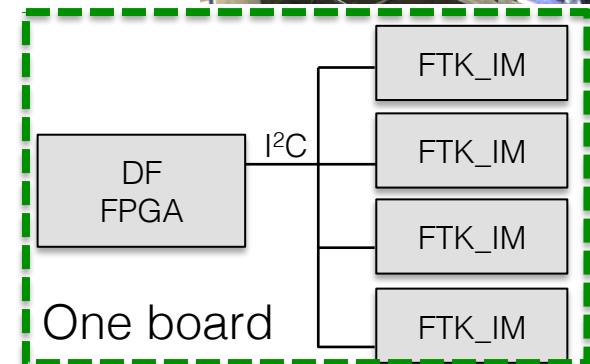 FTK_IM
I²C
FTK_IM
DF
FPGA
FTK_IM
One board
FTK_IM